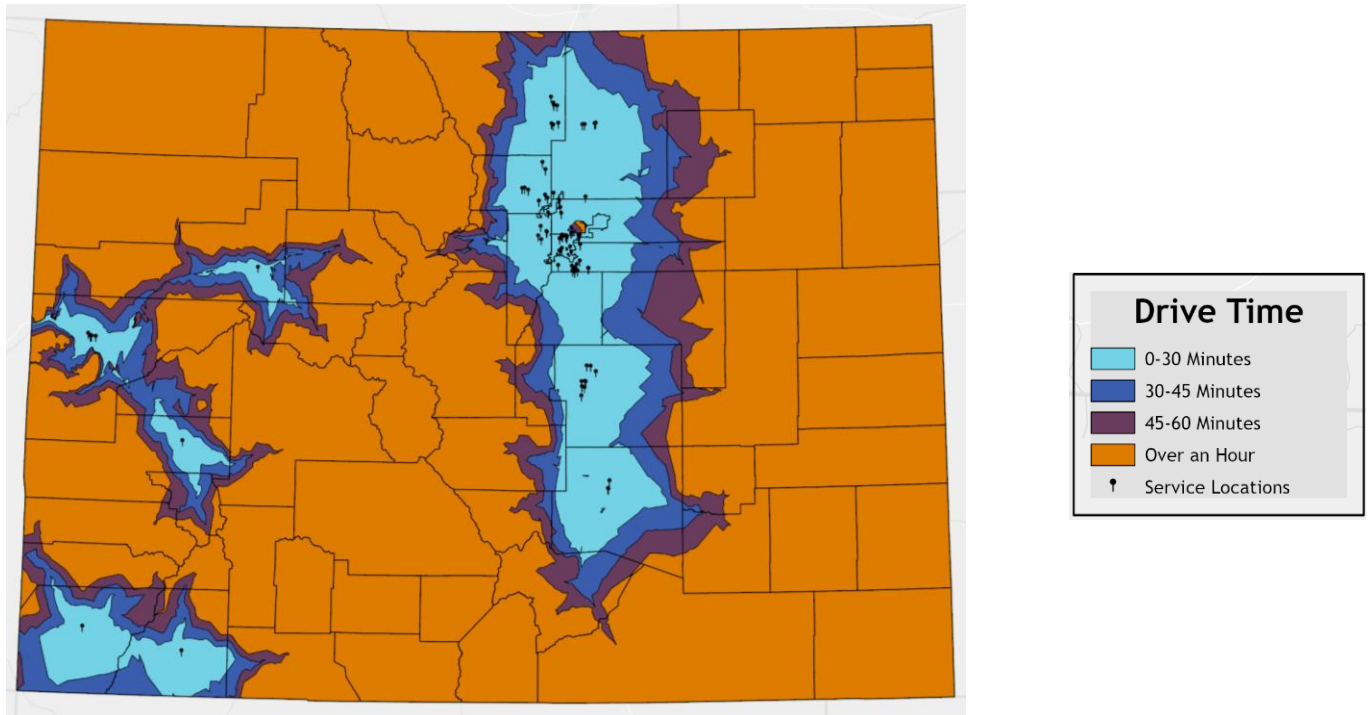 Drive Time
0-30 Minutes
30-45 Minutes
45-60 Minutes
Over an Hour
Service Locations